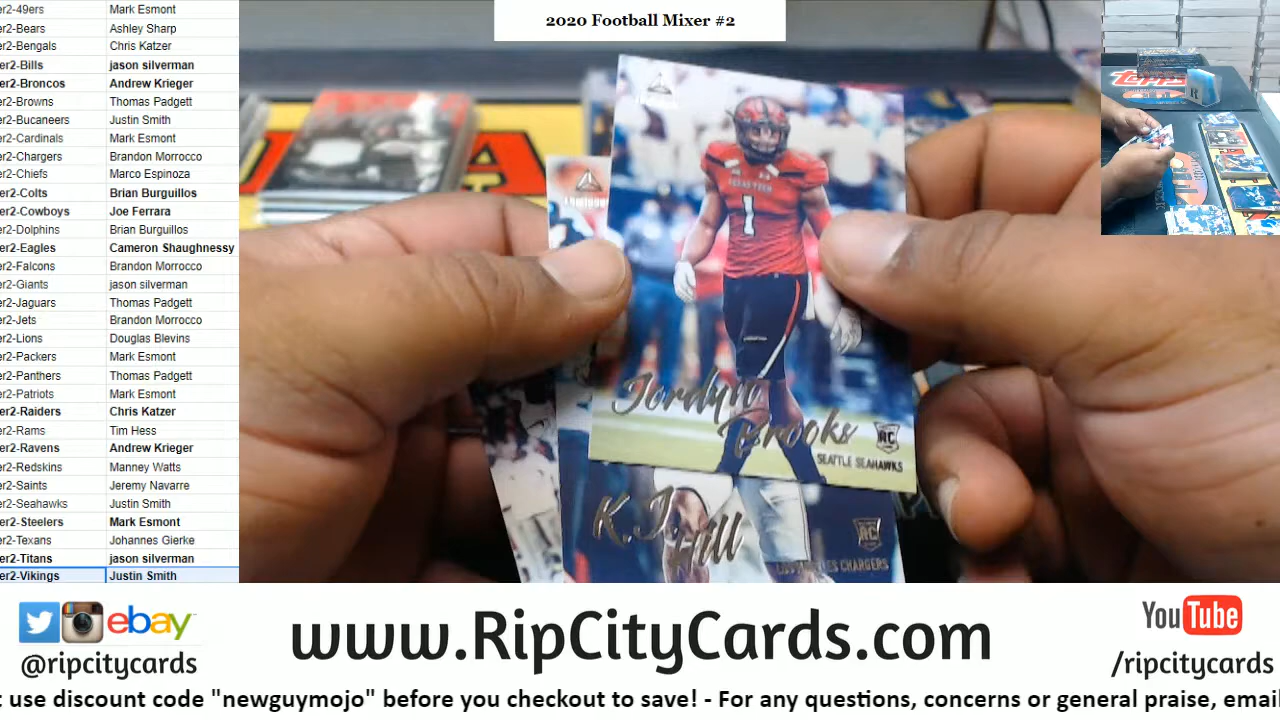 2020 Football Mixer #2
er2-49ers Mark Esmont
er2-Bears Ashley Sharp
er2-Bengals Chris Katzer
er2-Bills jason silverman
er2-Broncos Andrew Krieger
er2-Browns Thomas Padgett
er2-Bucaneers Justin Smith
er2-Cardinals Mark Esmont
er2-Chargers Brandon Morrocco
er2-Chiefs Marco Espinoza
er2-Colts Brian Burguillos
er2-Cowboys Joe Ferrara
er2-Dolphins Brian Burguillos
er2-Eagles Cameron Shaughnessy
er2-Falcons Brandon Morrocco
er2-Giants jason silverman
er2-Jaguars Thomas Padgett
er2-Jets Brandon Morrocco
er2-Lions Douglas Blevins
er2-Packers Mark Esmont
er2-Panthers Thomas Padgett
er2-Patriots Mark Esmont
er2-Raiders Chris Katzer
er2-Rams Tim Hess
er2-Ravens Andrew Krieger
er2-Redskins Manney Watts
er2-Saints Jeremy Navarre
er2-Seahawks Justin Smith
er2-Steelers Mark Esmont
er2-Texans Johannes Gierke
er2-Titans jason silverman
er2-Vikings Justin Smith
TEXAS TECH
1
Jordyn
Brooks
RC
SEATTLE SEAHAWKS
K.J.
Hill
RC
LOS ANGELES CHARGERS
Topps
ebay
@ripcitycards
www.RipCityCards.com
YouTube
/ripcitycards
t use discount code "newguymojo" before you checkout to save! - For any questions, concerns or general praise, email